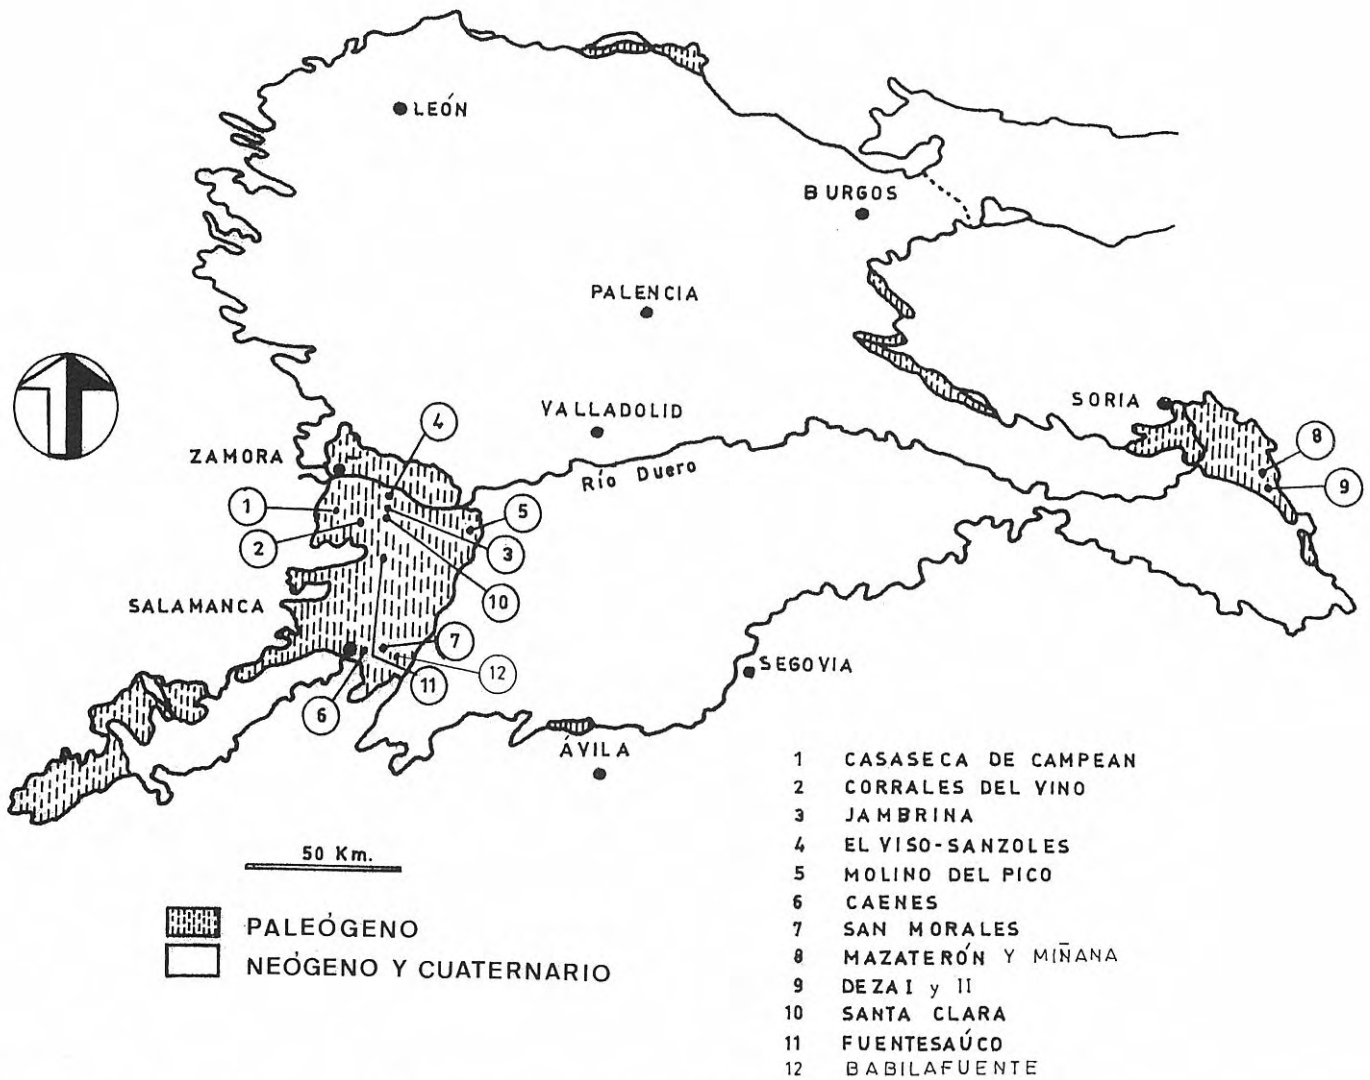 LEÓN
BURGOS
PALENCIA
SORIA
VALLADOLID
4
ZAMORA
8
Río Duero
9
1
5
2
3
10
SALAMANCA
7
12
11
SEGOVIA
6
ÁVILA
1 CASASECA DE CAMPEAN
2 CORRALES DEL VINO
3 JAMBRINA
4 EL VISO-SANZOLES
5 MOLINO DEL PICO
6 CAENES
7 SAN MORALES
8 MAZATERÓN Y MIÑANA
9 DEZA I y II
10 SANTA CLARA
11 FUENTESAÚCO
12 BABILAFUENTE
50 Km.
PALEÓGENO
NEÓGENO Y CUATERNARIO